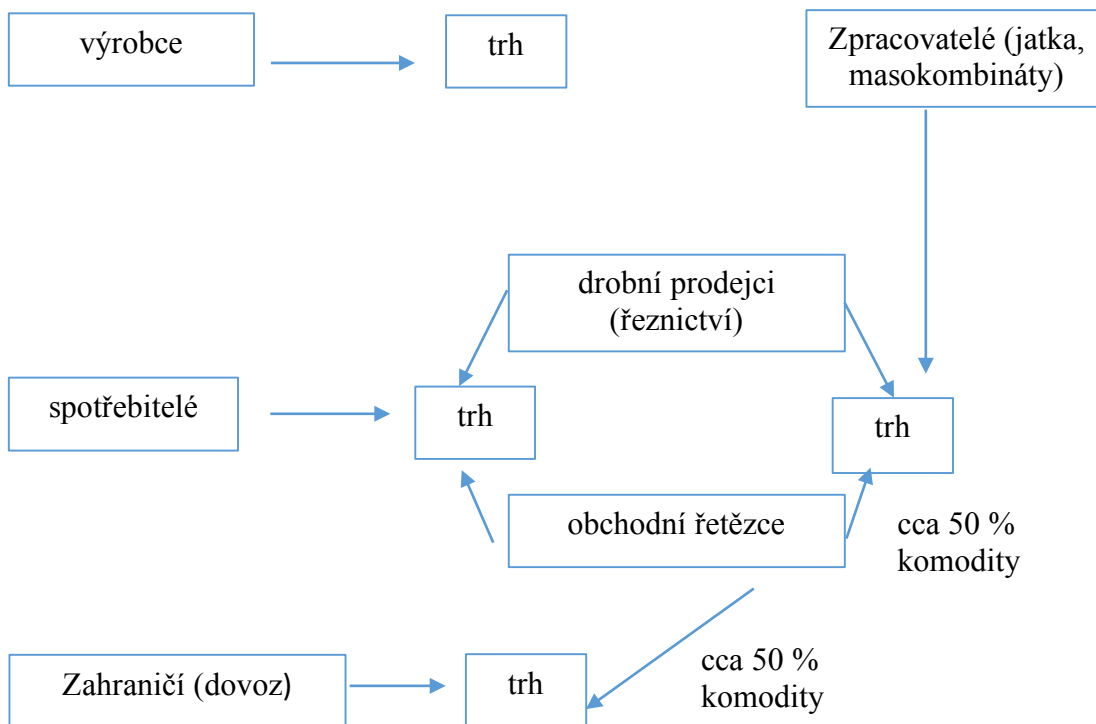 výrobce
trh
Zpracovatelé (jatka,
masokombináty)
drobní prodejci
(řeznictví)
spotřebitelé
trh
trh
obchodní řetězce
cca 50 %
komodity
Zahraničí (dovoz)
trh
cca 50 %
komodity